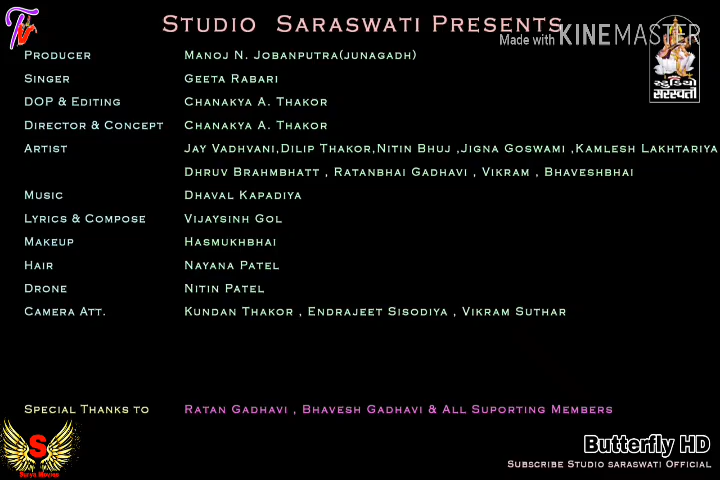 Studio Saraswati Presents
Made with KINEMASTER
સ્ટુડિયો
સરસ્વતી
Producer Manoj N. Jobanputra(junagadh)
Singer Geeta Rabari
DOP & Editing Chanakya A. Thakor
Director & Concept Chanakya A. Thakor
Artist Jay Vadhvani,Dilip Thakor,Nitin Bhuj ,Jigna Goswami ,Kamlesh Lakhtariya
Dhruv Brahmbhatt , Ratanbhai Gadhavi , Vikram , Bhaveshbhai
Music Dhaval Kapadiya
Lyrics & Compose Vijaysinh Gol
Makeup Hasmukhbhai
Hair Nayana Patel
Drone Nitin Patel
Camera Att. Kundan Thakor , Endrajeet Sisodiya , Vikram Suthar
Special Thanks to Ratan Gadhavi , Bhavesh Gadhavi & All Suporting Members
S
Butterfly HD
Subscribe Studio saraswati Official